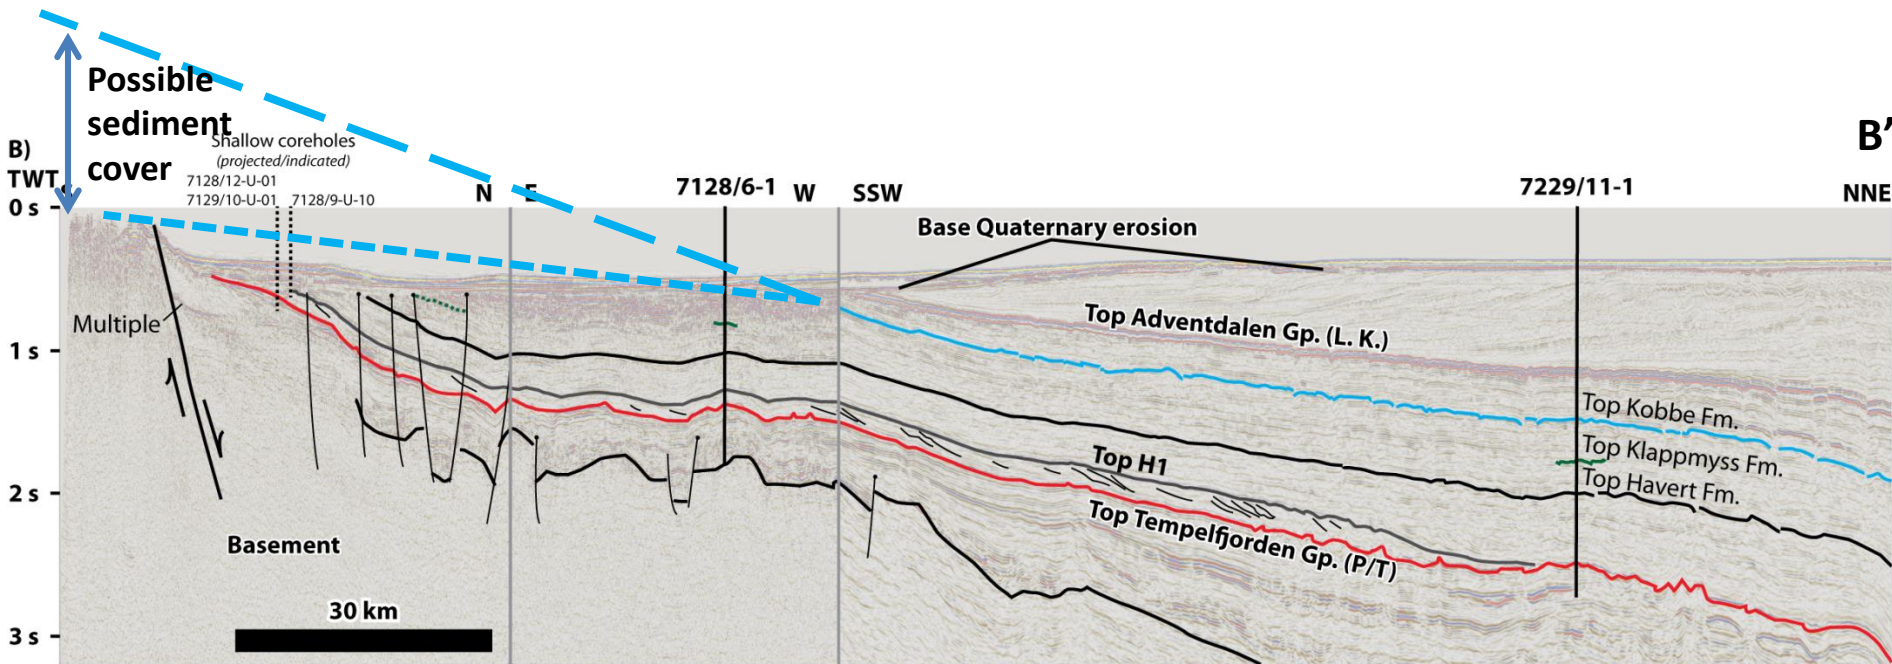 Possible
sediment
cover
Shallow coreholes
(projected/indicated)
7128/12-U-01
7129/10-U-01 7128/9-U-10
B)
B'
TWT
N E
7128/6-1
W SSW
7229/11-1
NNE
0 s
Base Quaternary erosion
Multiple
Top Adventdalen Gp. (L. K.)
1 s
Top Kobbe Fm.
Top Klappmyss Fm.
Top Havert Fm.
Top H1
2 s
Top Tempelfjorden Gp. (P/T)
Basement
30 km
3 s